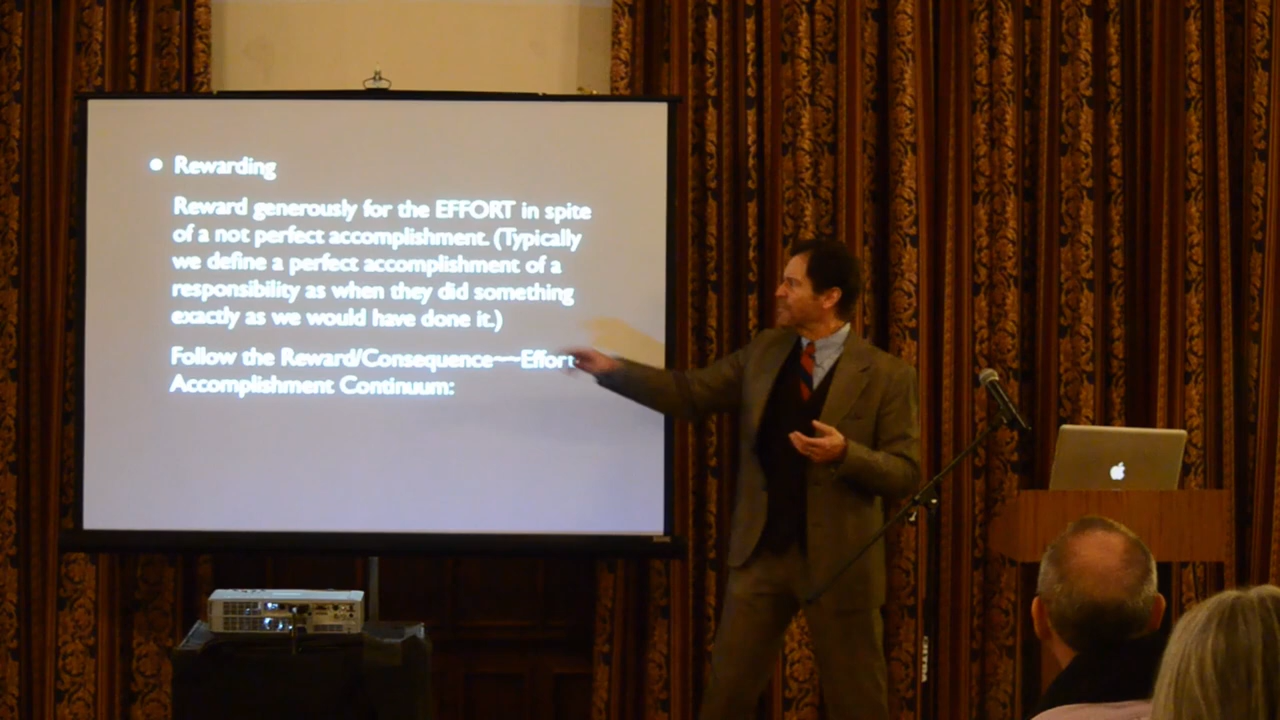 • Rewarding
Reward generously for the EFFORT in spite
of a not perfect accomplishment. (Typically
we define a perfect accomplishment of a
responsibility as when they did something
exactly as we would have done it.)
Follow the Reward/Consequence~~Effort-
Accomplishment Continuum: